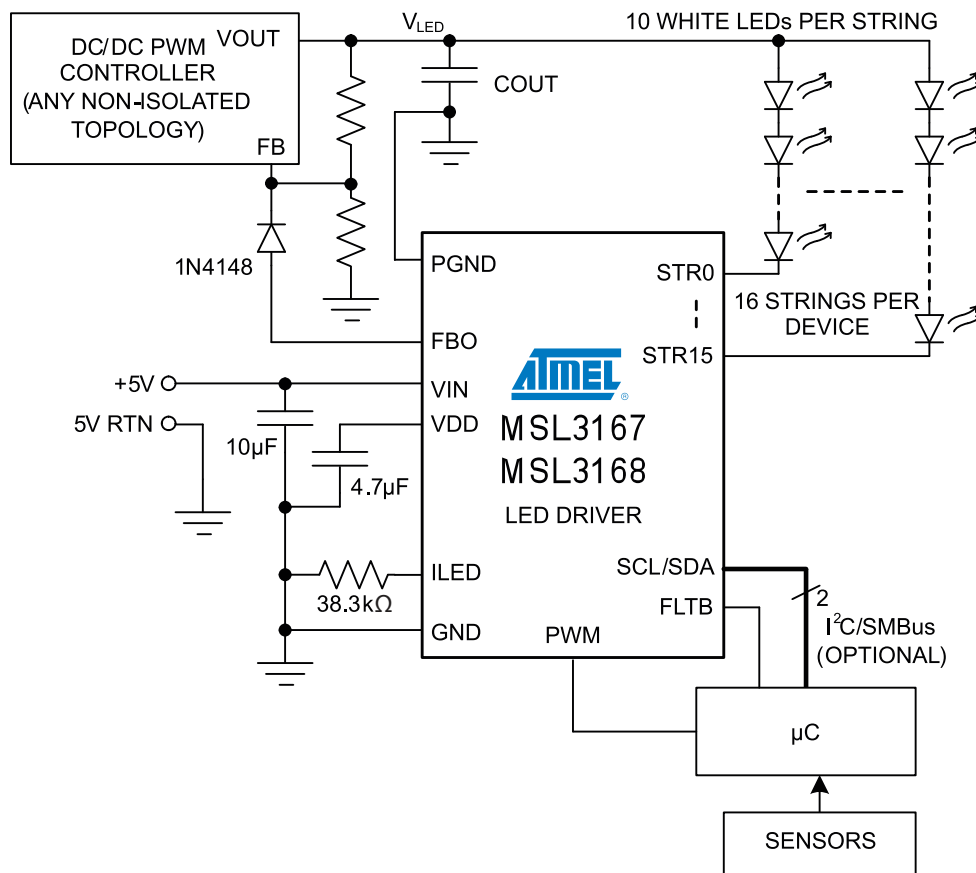 VOUT
DC/DC PWM
CONTROLLER
(ANY NON-ISOLATED
TOPOLOGY)
FB
V_LED
COUT
10 WHITE LEDs PER STRING
1N4148
PGND
FBO
VIN
VDD
ILED
GND
STR0
STR15
16 STRINGS PER
DEVICE
ATMEL
®
MSL3167
MSL3168
LED DRIVER
+5V
5V RTN
10µF
4.7µF
38.3kΩ
SCL/SDA
FLTB
PWM
2
I²C/SMBus
(OPTIONAL)
µC
SENSORS